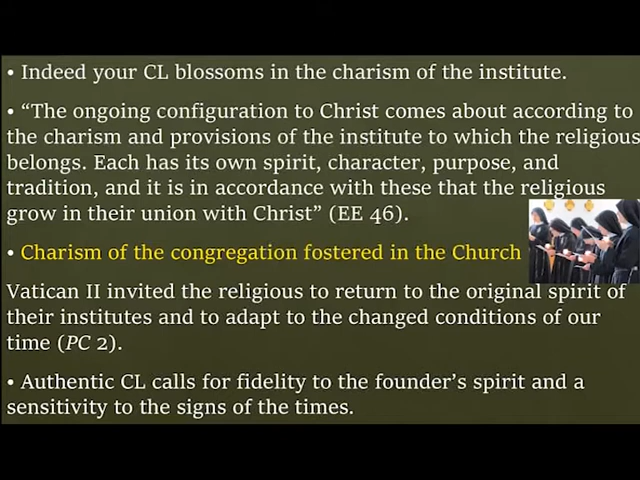 • Indeed your CL blossoms in the charism of the institute.
• “The ongoing configuration to Christ comes about according to
the charism and provisions of the institute to which the religious
belongs. Each has its own spirit, character, purpose, and
tradition, and it is in accordance with these that the religious
grow in their union with Christ” (EE 46).
• Charism of the congregation fostered in the Church
Vatican II invited the religious to return to the original spirit of
their institutes and to adapt to the changed conditions of our
time (PC 2).
• Authentic CL calls for fidelity to the founder’s spirit and a
sensitivity to the signs of the times.